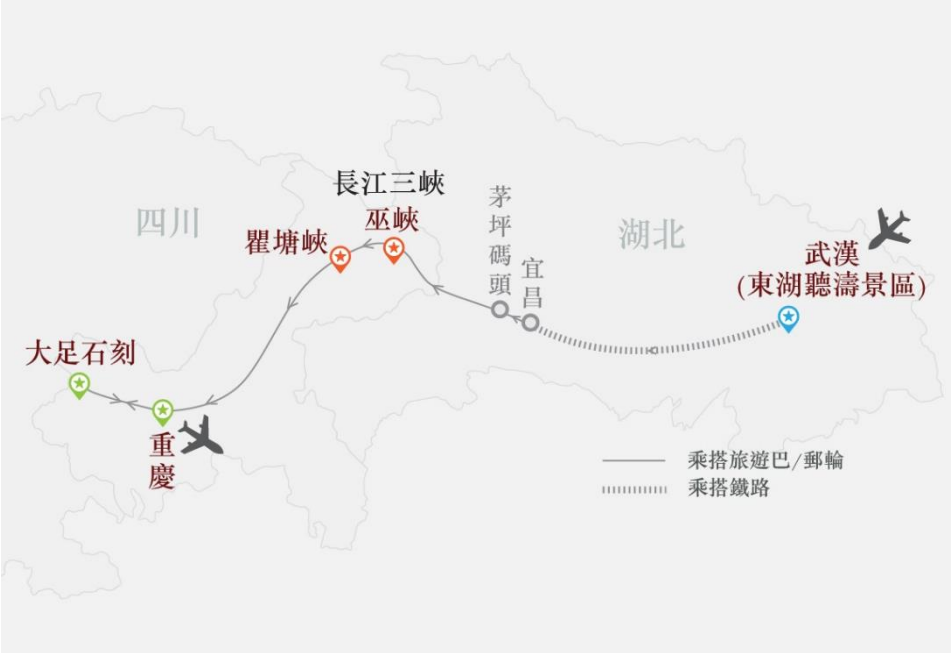 長江三峽
四川
瞿塘峽
巫峽
茅坪碼頭
宜昌
湖北
武漢
(東湖聽濤景區)
大足石刻
重慶
乘搭旅遊巴/郵輪
乘搭鐵路